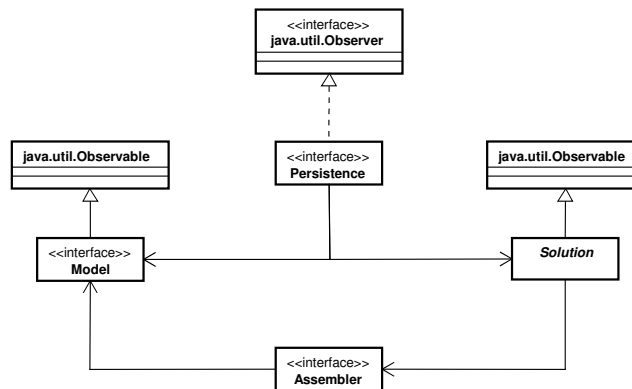 <<interface>>
java.util.Observer
java.util.Observable
<<interface>>
Persistence
java.util.Observable
<<interface>>
Model
Solution
<<interface>>
Assembler